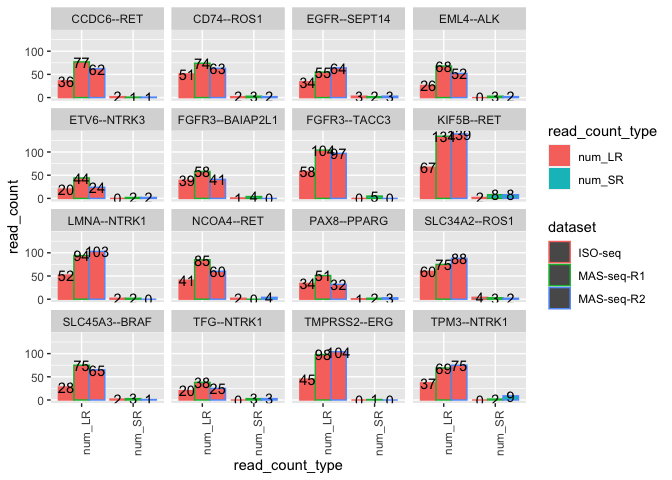 CCDC6--RET CD74--ROS1 EGFR--SEPT14 EML4--ALK
100
50
0
36 77 62 2 1 1 51 74 63 2 3 2 34 55 64 3 2 3 26 68 52 0 3 2
ETV6--NTRK3 FGFR3--BAIAP2L1 FGFR3--TACC3 KIF5B--RET
100
50
0
20 44 24 0 2 2 39 58 41 1 4 0 58 104 97 0 5 0 67 134 139 2 8 8
LMNA--NTRK1 NCOA4--RET PAX8--PPARG SLC34A2--ROS1
100
50
0
52 94 103 2 2 0 41 85 60 2 0 4 34 51 32 1 2 3 60 75 88 4 3 2
SLC45A3--BRAF TFG--NTRK1 TMPRSS2--ERG TPM3--NTRK1
100
50
0
28 75 65 2 3 1 20 38 25 0 3 3 45 98 104 0 1 0 37 69 75 0 2 9
num_LR num_SR num_LR num_SR num_LR num_SR num_LR num_SR
read_count_type
read_count
read_count_type
num_LR
num_SR
dataset
ISO-seq
MAS-seq-R1
MAS-seq-R2